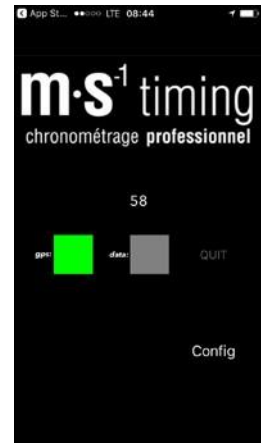 App St... LTE 08:44
m·s-1 timing
chronométrage professionnel
58
gps: data: QUIT
Config